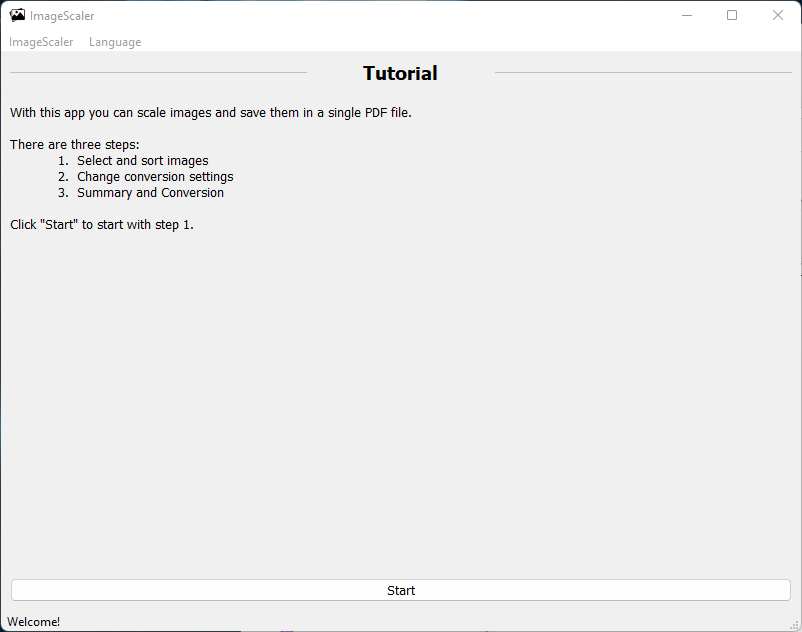 ImageScaler
ImageScaler Language
Tutorial
With this app you can scale images and save them in a single PDF file.
There are three steps:
1. Select and sort images
2. Change conversion settings
3. Summary and Conversion
Click "Start" to start with step 1.
Start
Welcome!